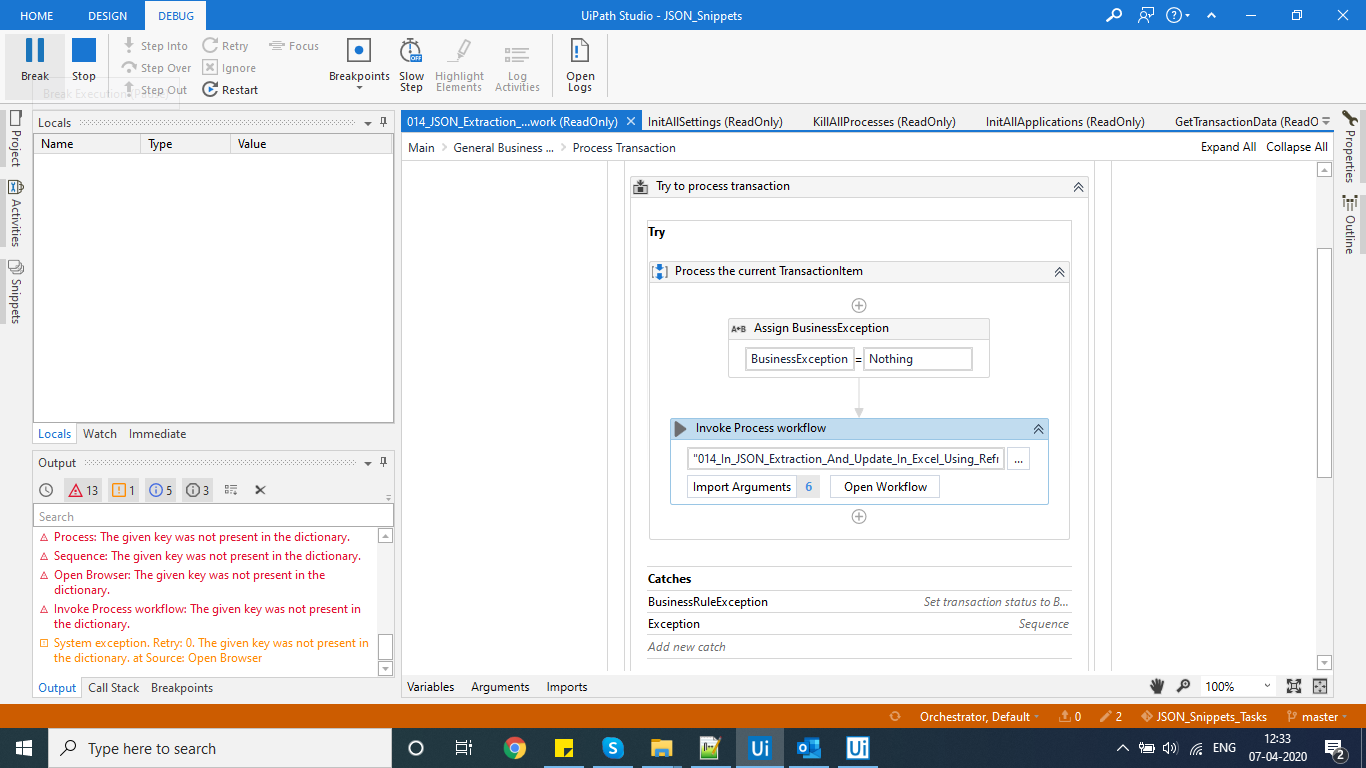 HOME DESIGN DEBUG UiPath Studio - JSON_Snippets
Break Stop Step Into Step Over Step Out Retry Ignore Restart Focus Breakpoints Slow Step Highlight Elements Log Activities Open Logs
Project
Activities
Snippets
Locals
Name Type Value
Locals Watch Immediate
Output
13 1 5 3
Search
Process: The given key was not present in the dictionary.
Sequence: The given key was not present in the dictionary.
Open Browser: The given key was not present in the
dictionary.
Invoke Process workflow: The given key was not present in
the dictionary.
System exception. Retry: 0. The given key was not present in
the dictionary. at Source: Open Browser
Output Call Stack Breakpoints
014_JSON_Extraction_...work (ReadOnly) InitAllSettings (ReadOnly) KillAllProcesses (ReadOnly) InitAllApplications (ReadOnly) GetTransactionData (ReadO
Main General Business ... Process Transaction Expand All Collapse All
Try to process transaction
Try
Process the current TransactionItem
A+B Assign BusinessException
BusinessException = Nothing
Invoke Process workflow
"014_In_JSON_Extraction_And_Update_In_Excel_Using_Refr ...
Import Arguments 6 Open Workflow
Catches
BusinessRuleException Set transaction status to B...
Exception Sequence
Add new catch
Variables Arguments Imports 100%
Properties
Outline
Orchestrator, Default 0 2 JSON_Snippets_Tasks master
Type here to search Ui Ui ENG 12:33
07-04-2020 2